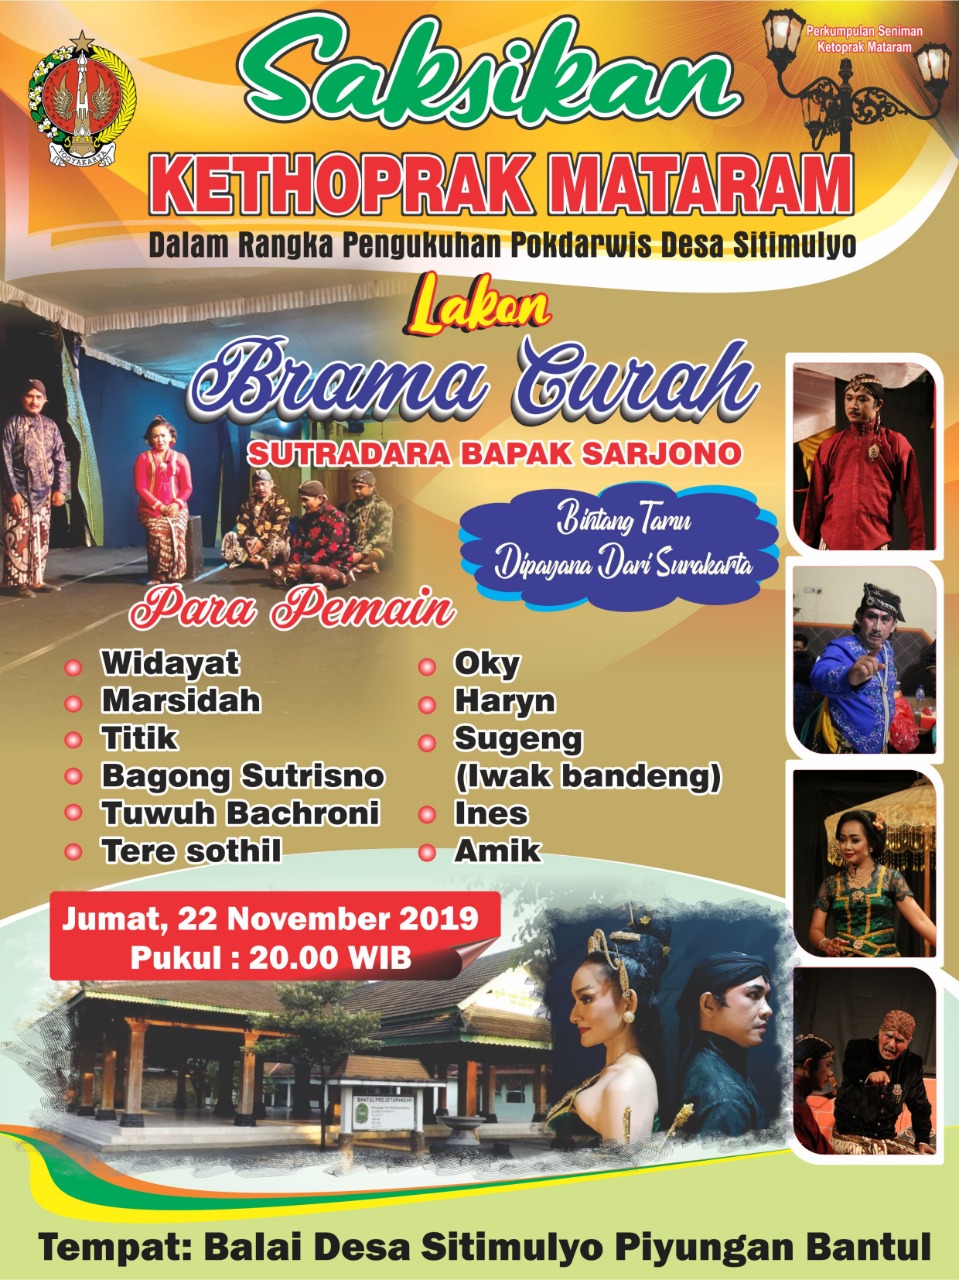 Perkumpulan Seniman
Ketoprak Mataram
YOGYAKARTA
Saksikan
KETHOPRAK MATARAM
Dalam Rangka Pengukuhan Pokdarwis Desa Sitimulyo
Lakon
Brama Curah
SUTRADARA BAPAK SARJONO
Bintang Tamu
Dipayana Dari Surakarta
Para Pemain
Widayat
Marsidah
Titik
Bagong Sutrisno
Tuwuh Bachroni
Tere sothil
Oky
Haryn
Sugeng
(Iwak bandeng)
Ines
Amik
Jumat, 22 November 2019
Pukul : 20.00 WIB
Tempat: Balai Desa Sitimulyo Piyungan Bantul